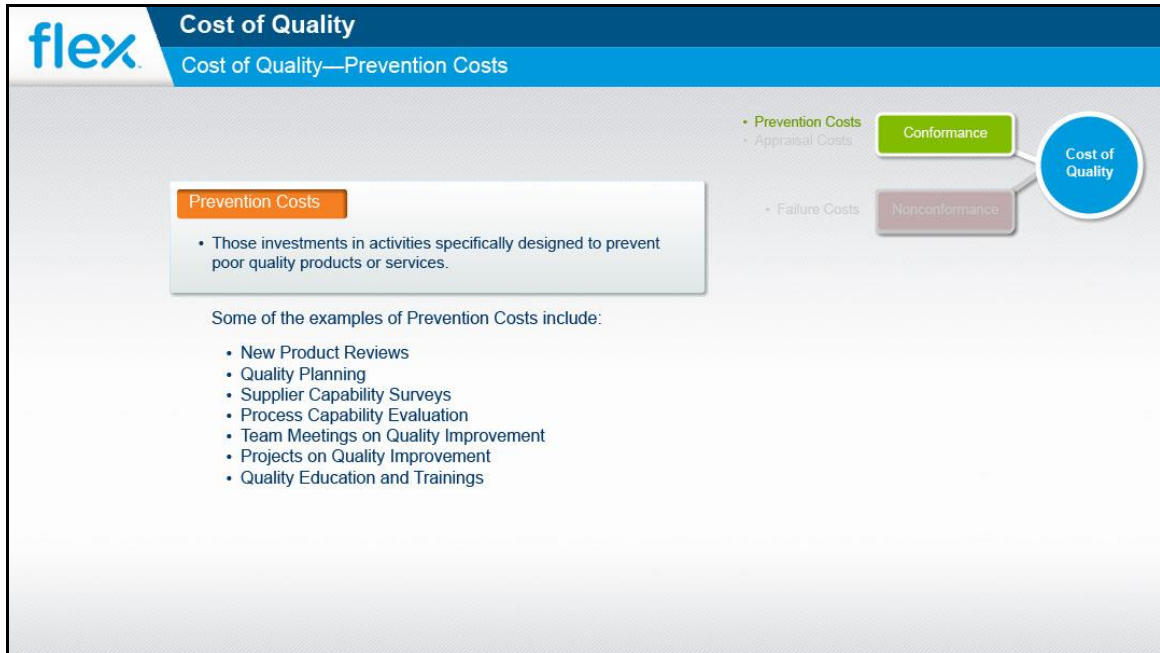 flex
Cost of Quality
Cost of Quality—Prevention Costs
• Prevention Costs
• Appraisal Costs
Conformance
Cost of
Quality
• Failure Costs
Nonconformance
Prevention Costs
• Those investments in activities specifically designed to prevent
poor quality products or services.
Some of the examples of Prevention Costs include:
• New Product Reviews
• Quality Planning
• Supplier Capability Surveys
• Process Capability Evaluation
• Team Meetings on Quality Improvement
• Projects on Quality Improvement
• Quality Education and Trainings